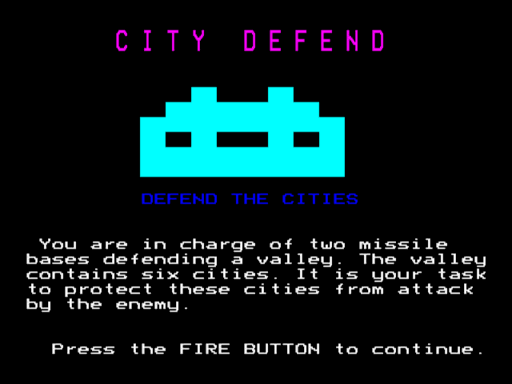 CITY DEFEND
DEFEND THE CITIES
You are in charge of two missile
bases defending a valley. The valley
contains six cities. It is your task
to protect these cities from attack
by the enemy.
Press the FIRE BUTTON to continue.